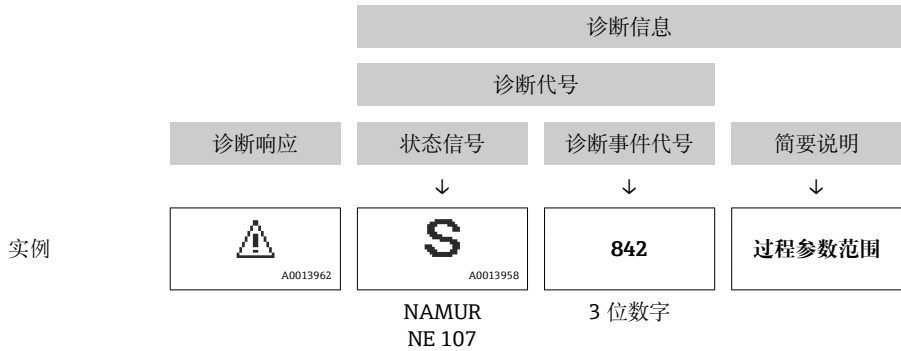 诊断信息
诊断代号
诊断响应 状态信号 诊断事件代号 简要说明
↓ ↓ ↓
实例 S 842 过程参数范围
A0013962 A0013958
NAMUR 3 位数字
NE 107